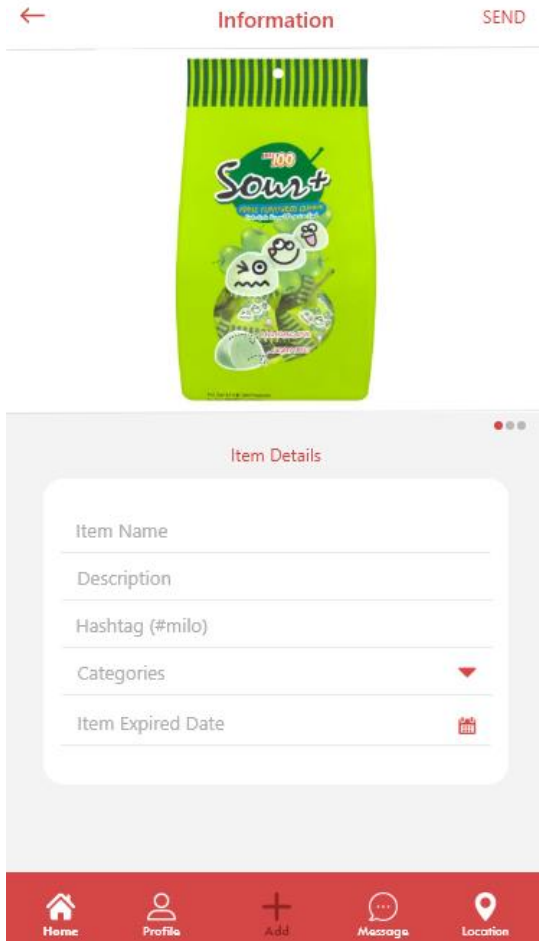 Information
SEND
100
Sour+
Item Details
Item Name
Description
Hashtag (#milo)
Categories
Item Expired Date
Home
Profile
Add
Message
Location